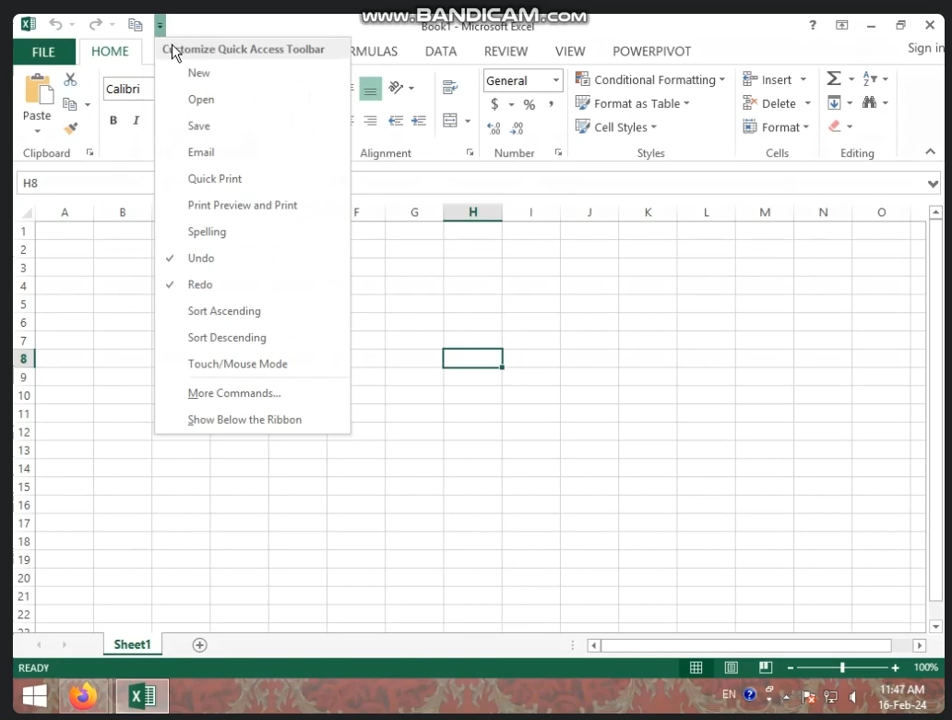 www.BANDICAM.com
Book1 - Microsoft Excel
?
FILE
HOME
FORMULAS
DATA
REVIEW
VIEW
POWERPIVOT
Sign in
Customize Quick Access Toolbar
New
Open
Save
Email
Quick Print
Print Preview and Print
Spelling
Undo
Redo
Sort Ascending
Sort Descending
Touch/Mouse Mode
More Commands...
Show Below the Ribbon
Paste
Clipboard
Calibri
B I
Alignment
General
$ % ,
Number
Conditional Formatting
Format as Table
Cell Styles
Styles
Insert
Delete
Format
Cells
Editing
H8
A B F G H I J K L M N O
1
2
3
4
5
6
7
8
9
10
11
12
13
14
15
16
17
18
19
20
21
22
Sheet1
READY
100%
EN
11:47 AM
16-Feb-24